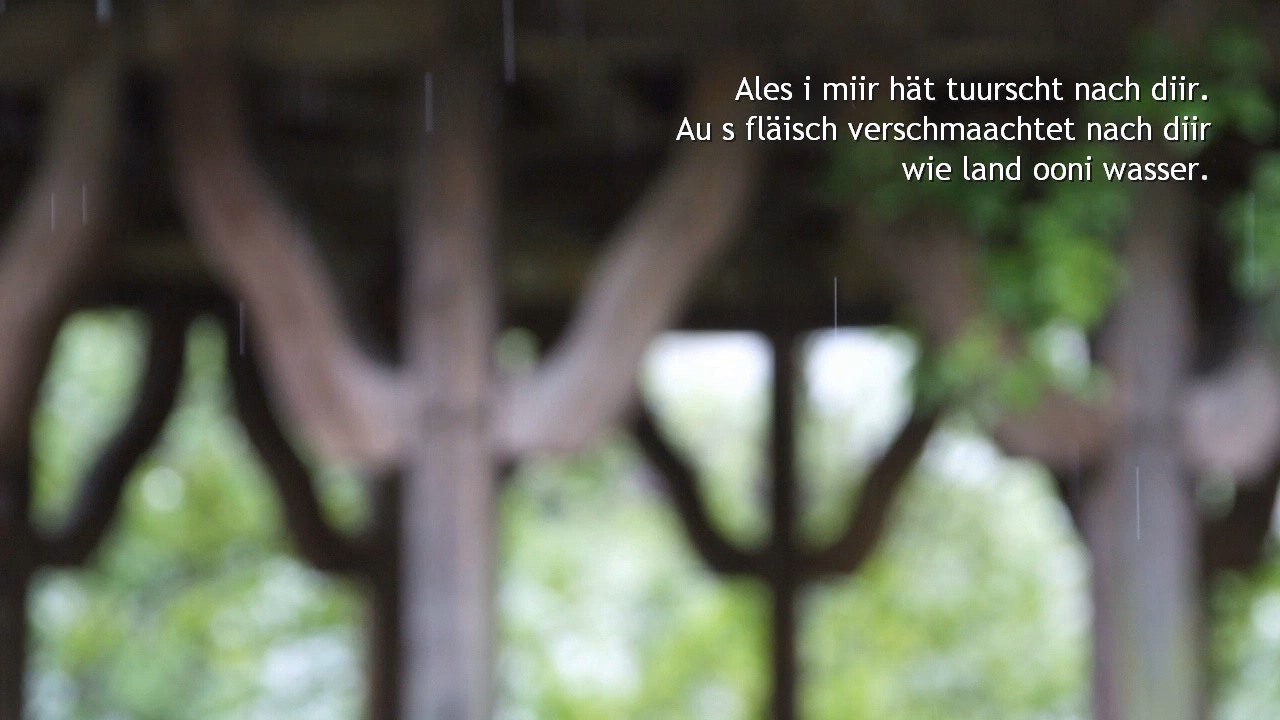 Ales i miir hät tuurscht nach diir.
Au s fläisch verschmaachtet nach diir
wie land ooni wasser.